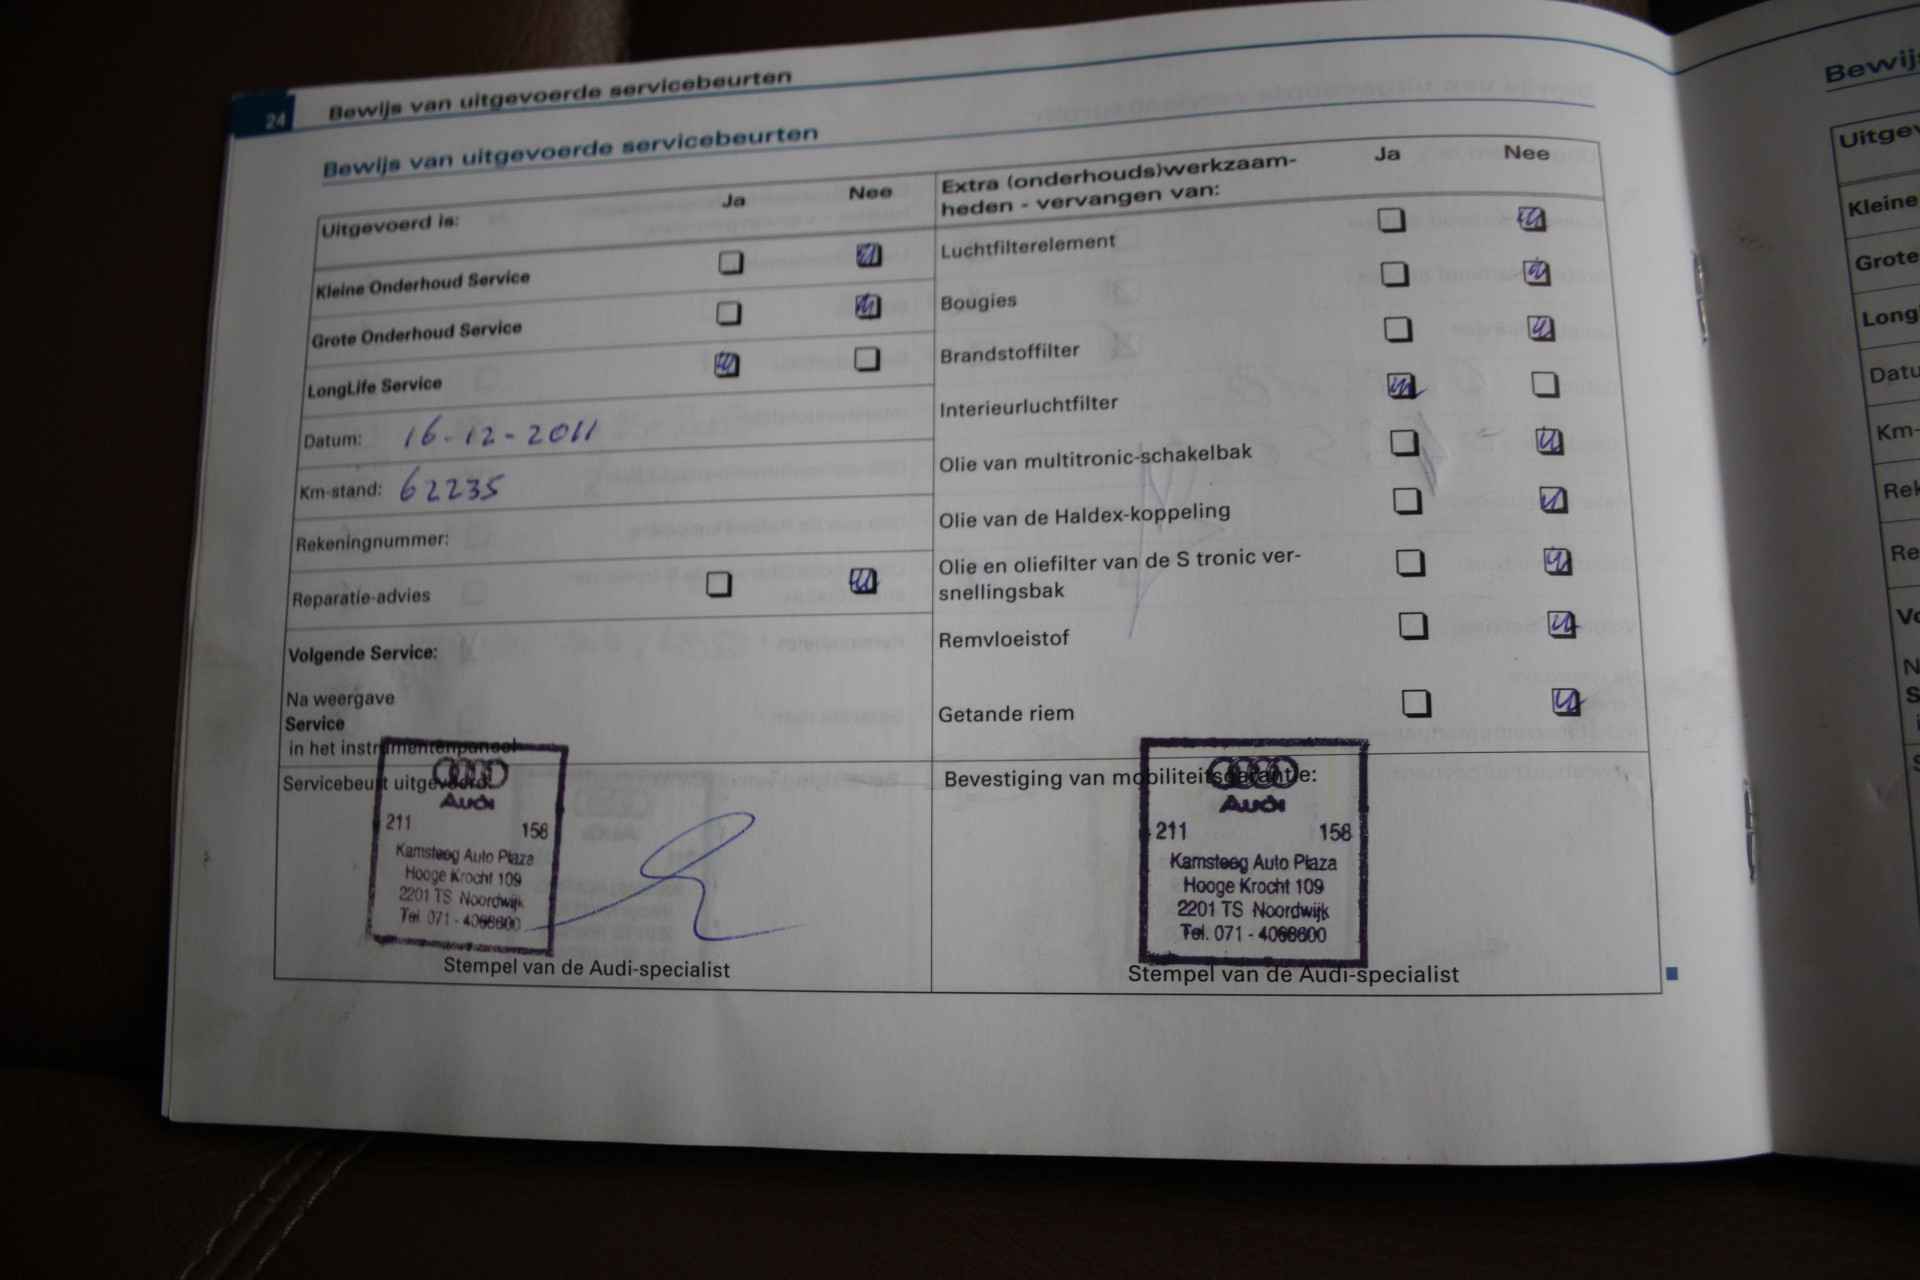 24
Bewijs van uitgevoerde servicebeurten
Bewijs van uitgevoerde servicebeurten
Uitgevoerd is:
Ja
Nee
Kleine Onderhoud Service
Grote Onderhoud Service
LongLife Service
Datum: 16-12-2011
Km-stand: 62235
Rekeningnummer:
Reparatie-advies
Volgende Service:
Na weergave
Service
in het instrumentenpaneel
Servicebeurt uitgevoerd:
Audi
211 158
Kamsteeg Auto Plaza
Hooge Krocht 109
2201 TS Noordwijk
Tel. 071 - 4068600
Stempel van de Audi-specialist
Extra (onderhouds)werkzaam-
heden - vervangen van:
Ja
Nee
Luchtfilterelement
Bougies
Brandstoffilter
Interieurluchtfilter
Olie van multitronic-schakelbak
Olie van de Haldex-koppeling
Olie en oliefilter van de S tronic ver-
snellingsbak
Remvloeistof
Getande riem
Bevestiging van mobiliteitsgarantie:
Audi
211 158
Kamsteeg Auto Plaza
Hooge Krocht 109
2201 TS Noordwijk
Tel. 071 - 4068600
Stempel van de Audi-specialist
Bewijs
Uitgev
Kleine
Grote
Long
Datu
Km-
Rek
Re
Vo
N
S